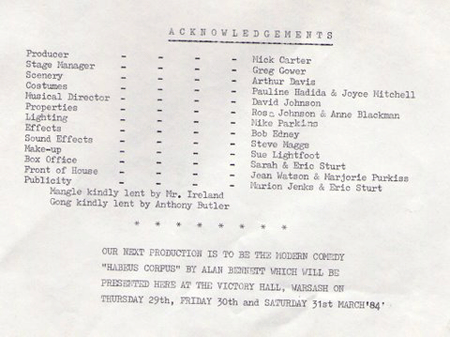 ACKNOWLEDGEMENTS
Producer - - - - Mick Carter
Stage Manager - - - - Greg Gower
Scenery - - - - Arthur Davis
Costumes - - - - Pauline Hadida & Joyce Mitchell
Musical Director - - - - David Johnson
Properties - - - - Johnson & Anne Blackman
Lighting - - - - Mike Parkins
Effects - - - - Bob Edney
Sound Effects - - - - Steve Maggs
Make-up - - - - Sue Lightfoot
Box Office - - - - Sarah & Eric Sturt
Front of House - - - - Jean Watson & Marjorie Purkiss
Publicity - - - - Marion Jenks & Eric Sturt
Mangle kindly lent by Mr. Ireland
Gong kindly lent by Anthony Butler
* * * * * * * *
OUR NEXT PRODUCTION IS TO BE THE MODERN COMEDY
"HABEUS CORPUS" BY ALAN BENNETT WHICH WILL BE
PRESENTED HERE AT THE VICTORY HALL, WARSASH ON
THURSDAY 29th, FRIDAY 30th and SATURDAY 31st MARCH'84'